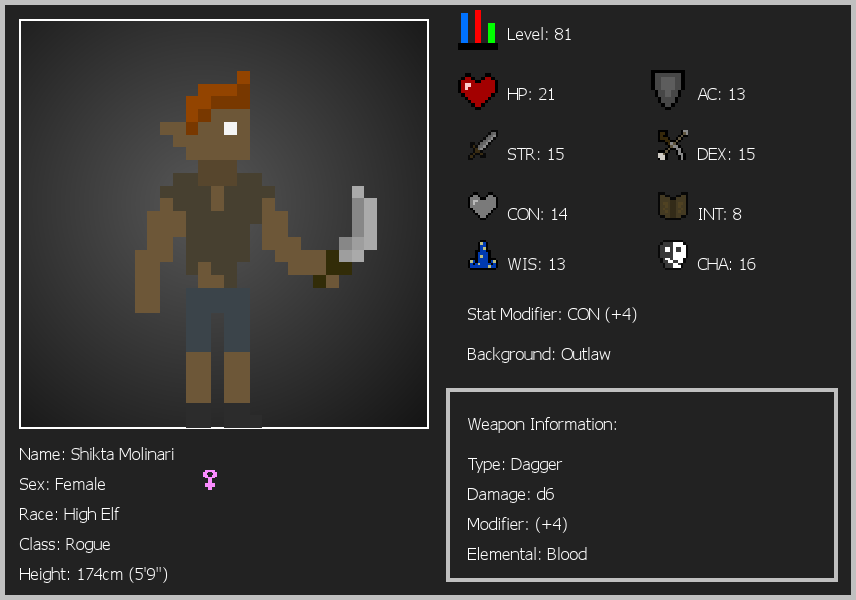 Level: 81
HP: 21
AC: 13
STR: 15
DEX: 15
CON: 14
INT: 8
WIS: 13
CHA: 16
Stat Modifier: CON (+4)
Background: Outlaw
Weapon Information:
Type: Dagger
Damage: d6
Modifier: (+4)
Elemental: Blood
Name: Shikta Molinari
Sex: Female
Race: High Elf
Class: Rogue
Height: 174cm (5'9")